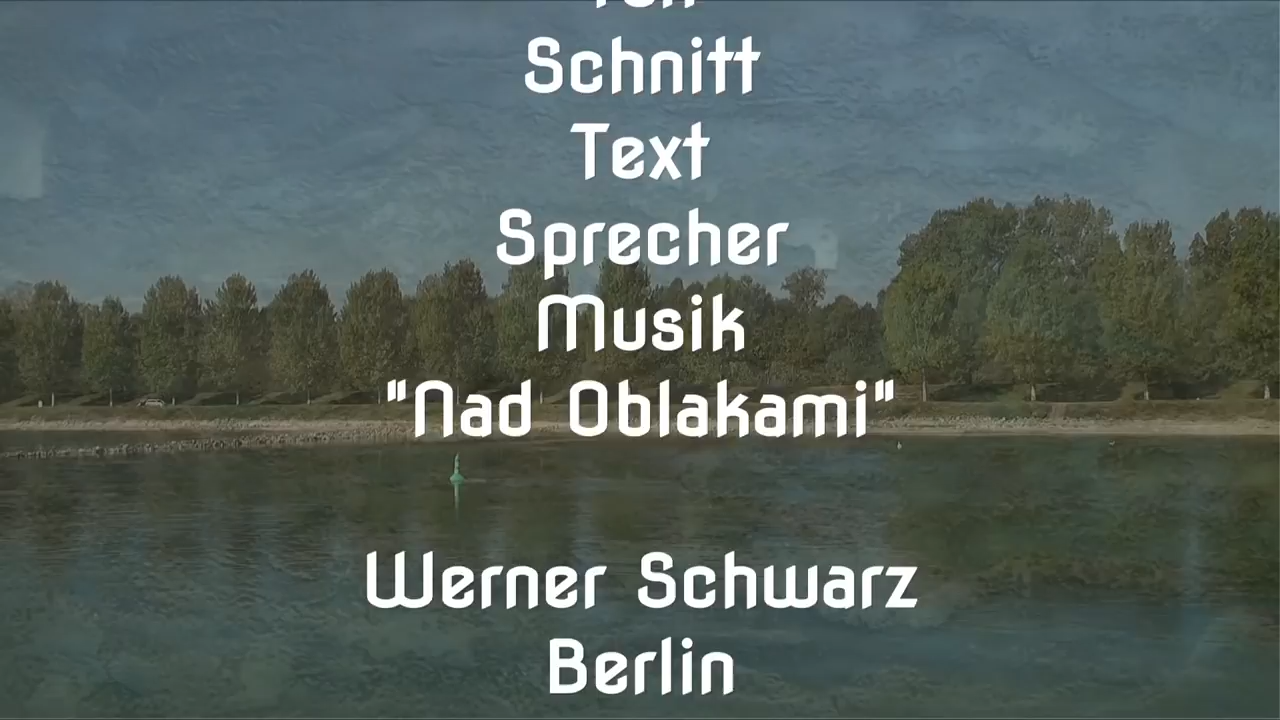 Schnitt
Text
Sprecher
Musik
"Nad Oblakami"
Werner Schwarz
Berlin